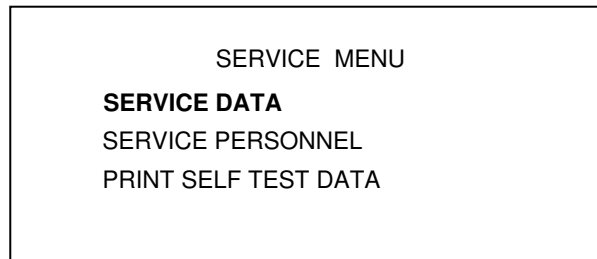 SERVICE MENU
SERVICE DATA
SERVICE PERSONNEL
PRINT SELF TEST DATA